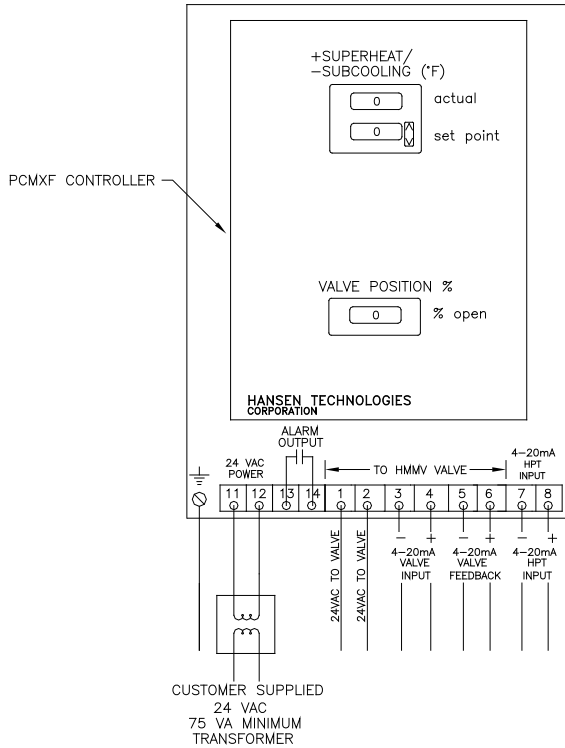 +SUPERHEAT/
-SUBCOOLING (°F)
0 actual
0 set point
PCMXF CONTROLLER
VALVE POSITION %
0 % open
HANSEN TECHNOLOGIES
CORPORATION
24 VAC
POWER
ALARM
OUTPUT
TO HMMV VALVE
4-20mA
HPT
INPUT
11 12 13 14 1 2 3 4 5 6 7 8
24VAC TO VALVE
24VAC TO VALVE
- +
4-20mA
VALVE
INPUT
- +
4-20mA
VALVE
FEEDBACK
- +
4-20mA
HPT
INPUT
CUSTOMER SUPPLIED
24 VAC
75 VA MINIMUM
TRANSFORMER